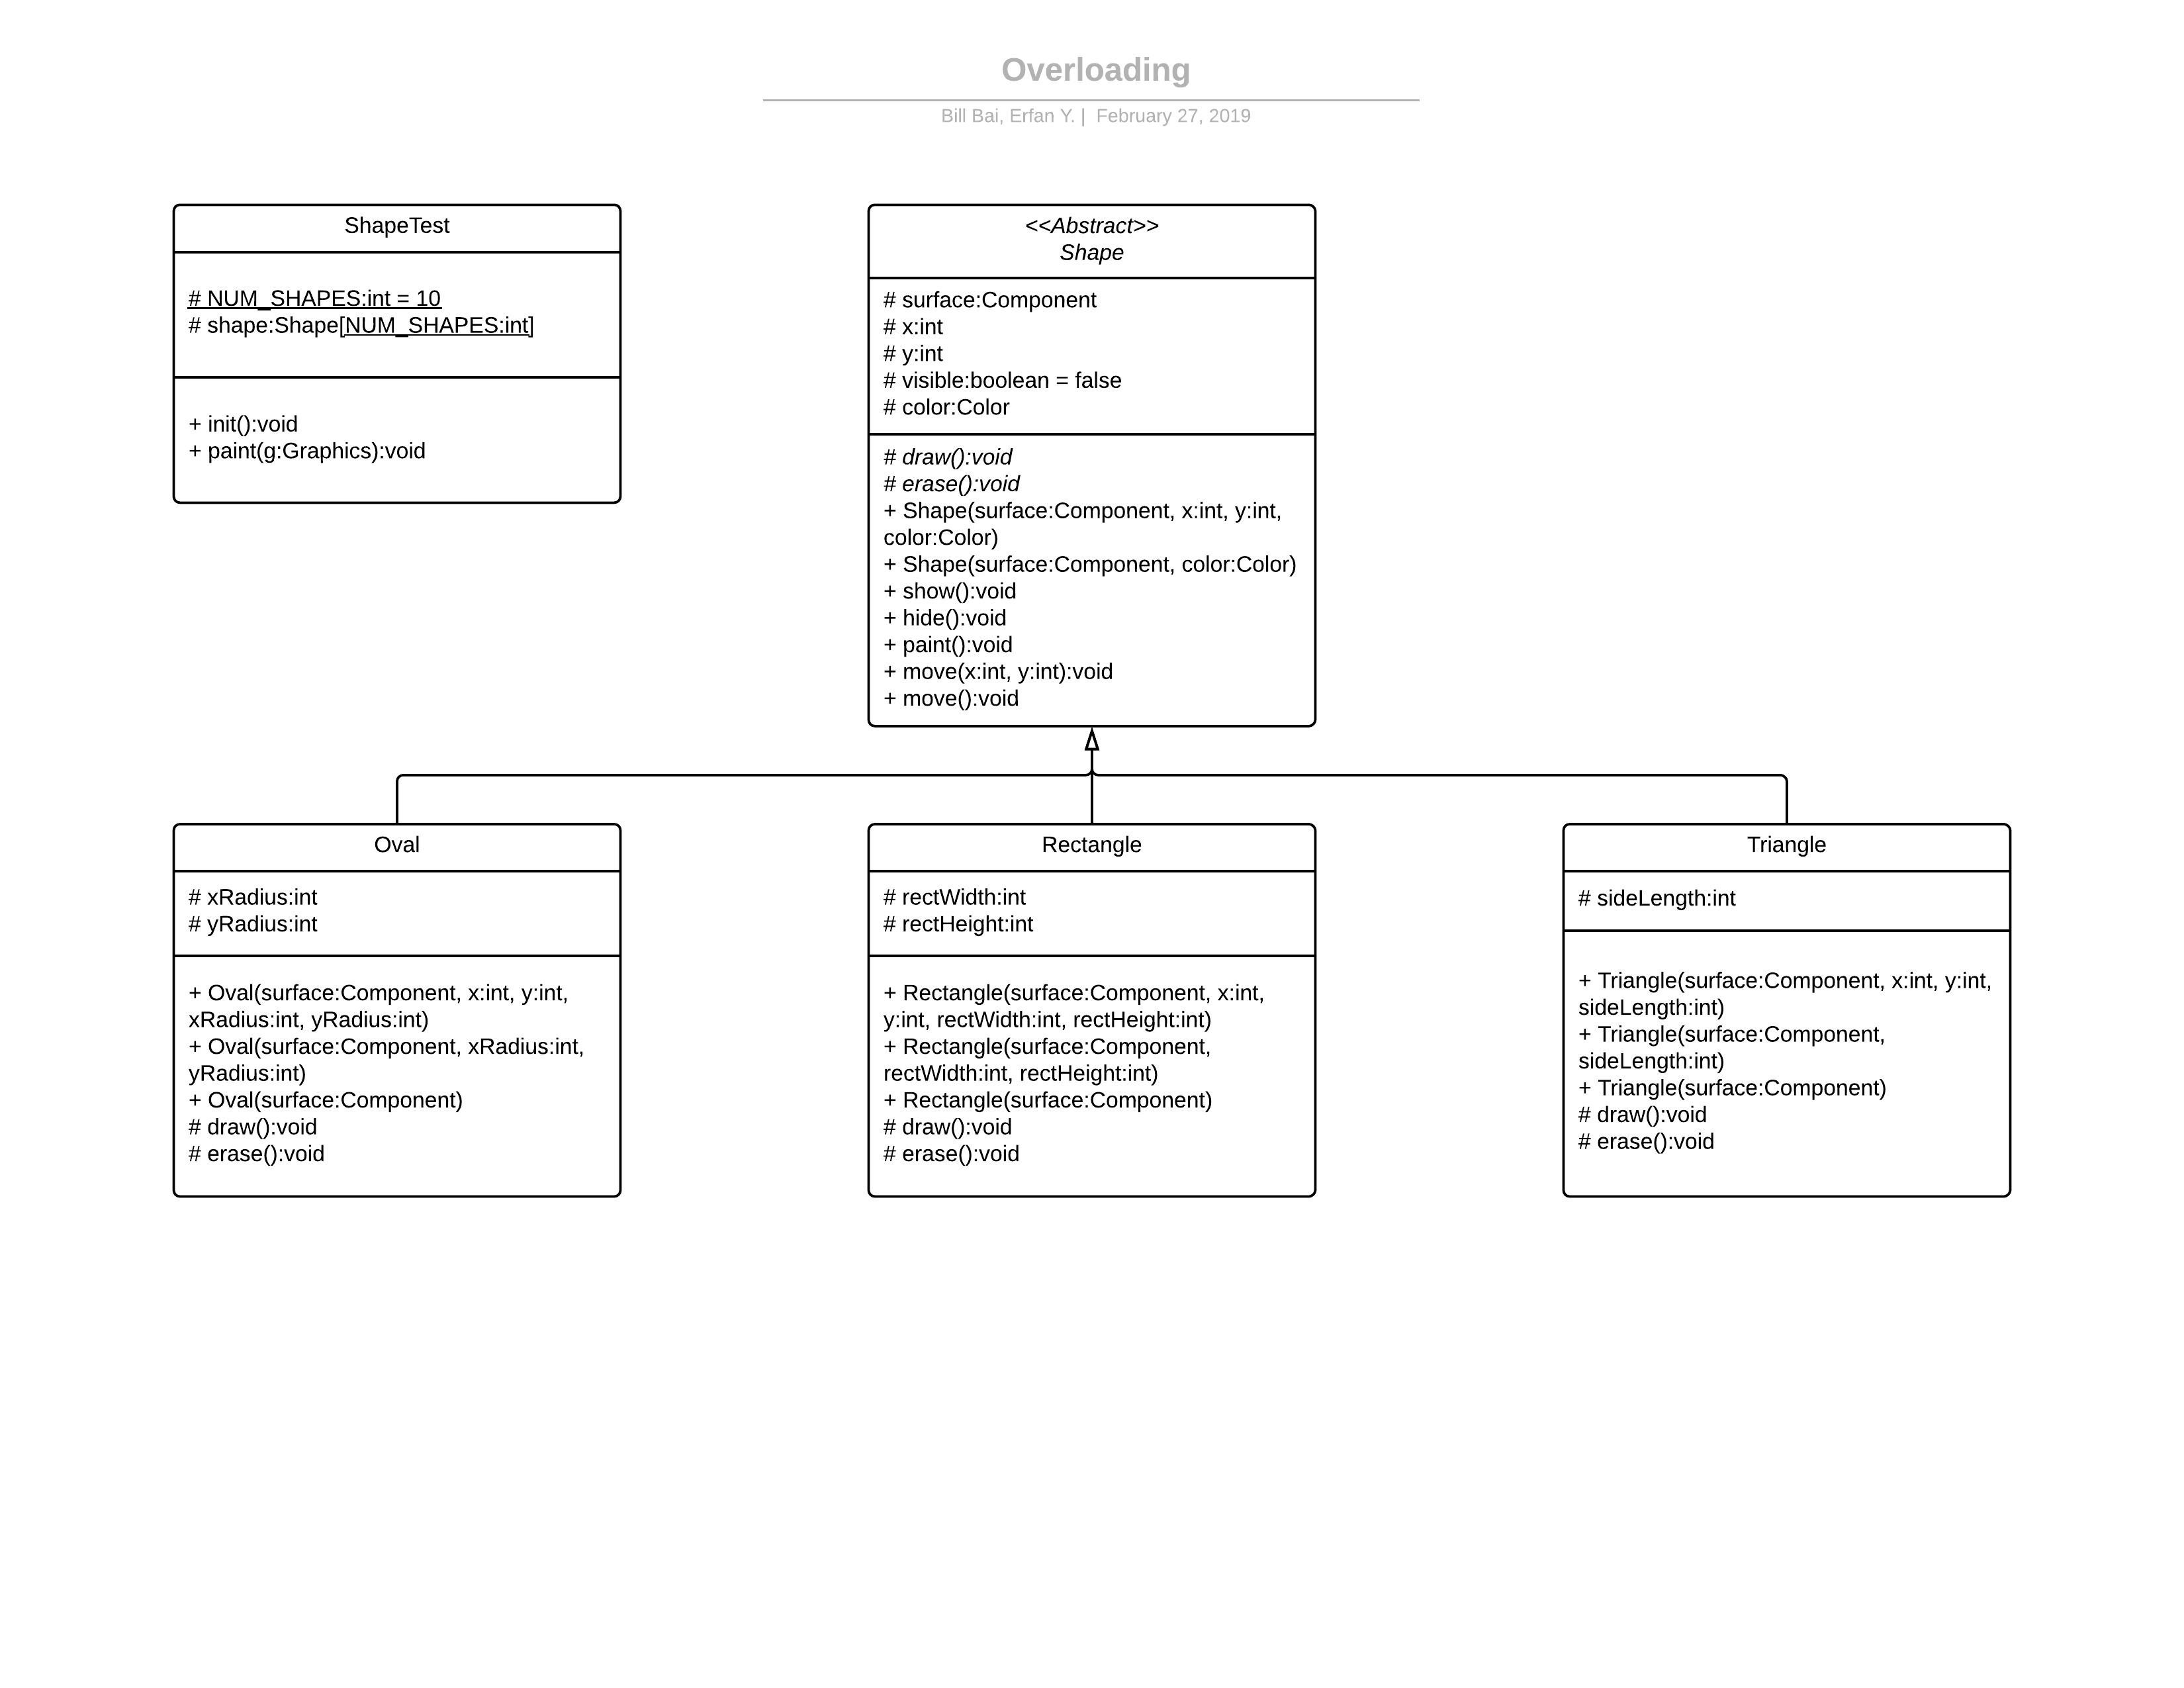 Overloading
Bill Bai, Erfan Y. |  February 27, 2019
ShapeTest
# NUM_SHAPES:int = 10
# shape:Shape[NUM_SHAPES:int]
+ init():void
+ paint(g:Graphics):void
<<Abstract>>
Shape
# surface:Component
# x:int
# y:int
# visible:boolean = false
# color:Color
# draw():void
# erase():void
+ Shape(surface:Component, x:int, y:int,
color:Color)
+ Shape(surface:Component, color:Color)
+ show():void
+ hide():void
+ paint():void
+ move(x:int, y:int):void
+ move():void
Oval
# xRadius:int
# yRadius:int
+ Oval(surface:Component, x:int, y:int,
xRadius:int, yRadius:int)
+ Oval(surface:Component, xRadius:int,
yRadius:int)
+ Oval(surface:Component)
# draw():void
# erase():void
Rectangle
# rectWidth:int
# rectHeight:int
+ Rectangle(surface:Component, x:int,
y:int, rectWidth:int, rectHeight:int)
+ Rectangle(surface:Component,
rectWidth:int, rectHeight:int)
+ Rectangle(surface:Component)
# draw():void
# erase():void
Triangle
# sideLength:int
+ Triangle(surface:Component, x:int, y:int,
sideLength:int)
+ Triangle(surface:Component,
sideLength:int)
+ Triangle(surface:Component)
# draw():void
# erase():void